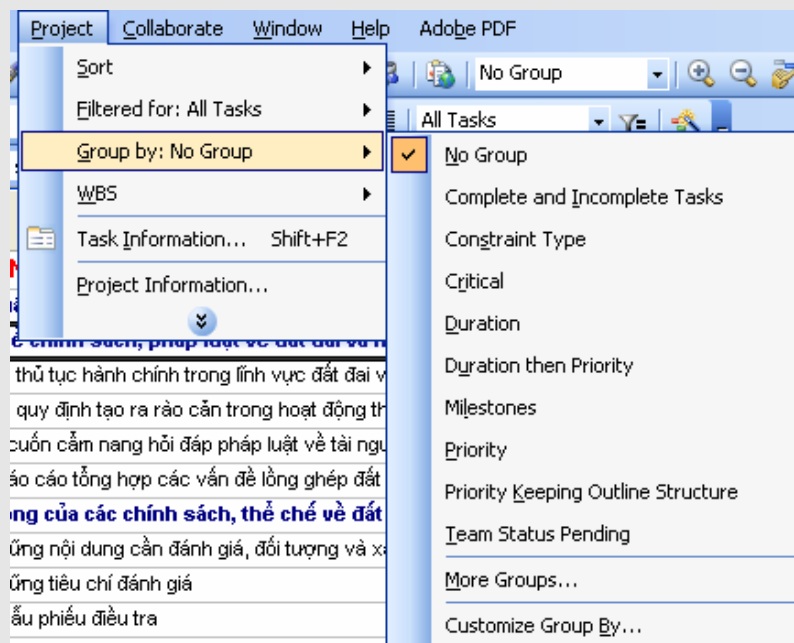 Project Collaborate Window Help Adobe PDF
No Group
All Tasks
Sort
Filtered for: All Tasks
Group by: No Group
WBS
Task Information... Shift+F2
Project Information...
No Group
Complete and Incomplete Tasks
Constraint Type
Critical
Duration
Duration then Priority
Milestones
Priority
Priority Keeping Outline Structure
Team Status Pending
More Groups...
Customize Group By...
thủ tục hành chính trong lĩnh vực đất đai v
quy định tạo ra rào cản trong hoạt động th
cuốn cẩm nang hỏi đáp pháp luật về tài ngu
áo cáo tổng hợp các vấn đề lồng ghép đất
ng của các chính sách, thể chế về đất
ững nội dung cần đánh giá, đối tượng và x
ững tiêu chí đánh giá
ẫu phiếu điều tra